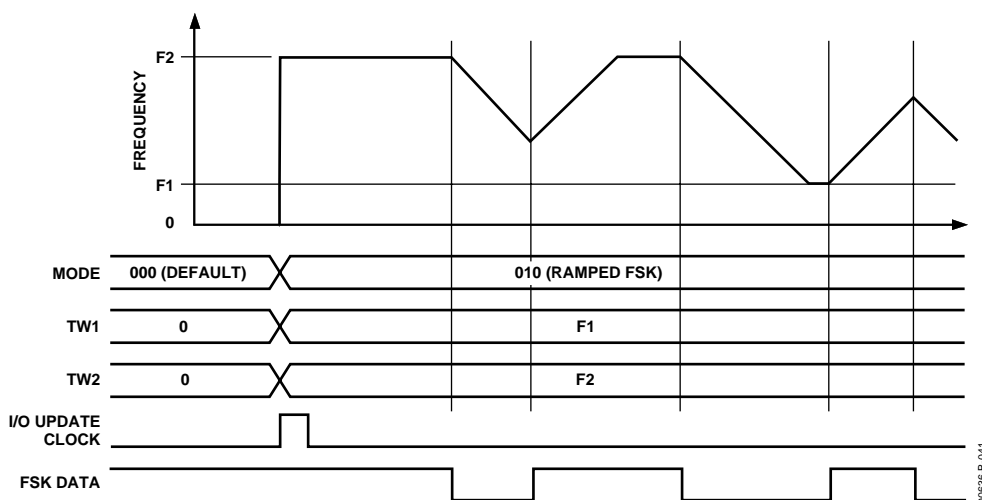 F2
FREQUENCY
F1
0
MODE 000 (DEFAULT) 010 (RAMPED FSK)
TW1 0 F1
TW2 0 F2
I/O UPDATE
CLOCK
FSK DATA